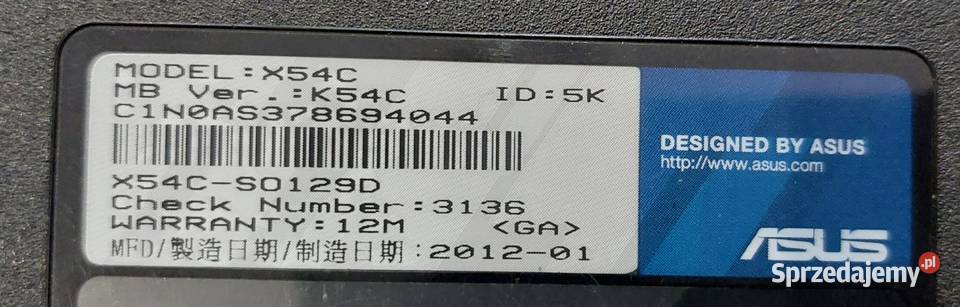 MODEL:X54C
MB Ver.:K54C ID:5K
C1N0AS378694044
X54C-SO129D
Check Number:3136
WARRANTY:12M <GA>
MFD/製造日期/制造日期:2012-01
DESIGNED BY ASUS
http://www.asus.com
ASUS
Sprzedajemy.pl